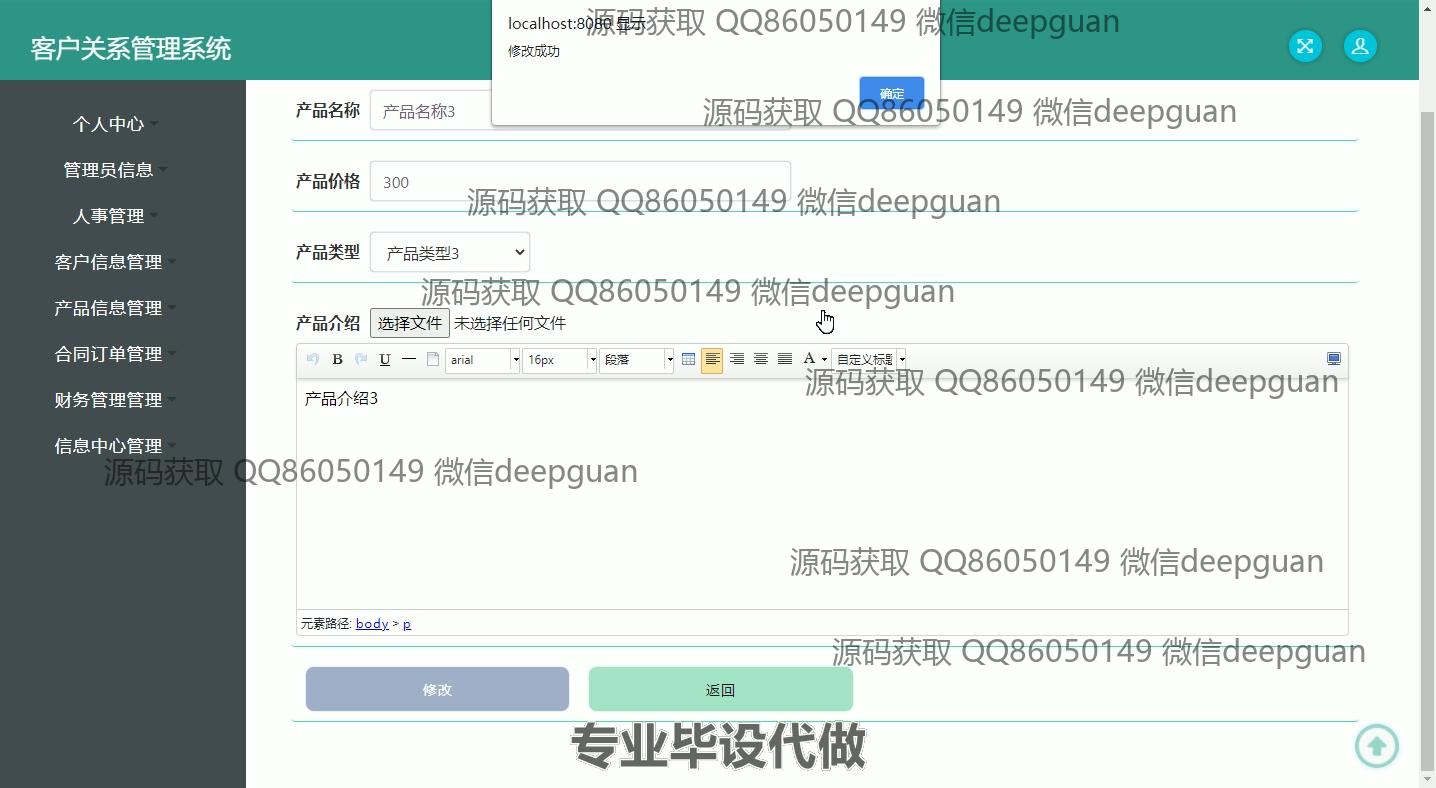 localhost:8080 显示
源码获取 QQ86050149 微信deepguan
客户关系管理系统
修改成功
确定
源码获取 QQ86050149 微信deepguan
产品名称 产品名称3
个人中心
管理员信息
产品价格 300
源码获取 QQ86050149 微信deepguan
人事管理
产品类型 产品类型3
客户信息管理
源码获取 QQ86050149 微信deepguan
产品信息管理
产品介绍 选择文件 未选择任何文件
合同订单管理
B U arial 16px 段落 A 自定义标题
源码获取 QQ86050149 微信deepguan
产品介绍3
财务管理管理
信息中心管理
源码获取 QQ86050149 微信deepguan
源码获取 QQ86050149 微信deepguan
元素路径: body > p
源码获取 QQ86050149 微信deepguan
修改 返回
专业毕设代做